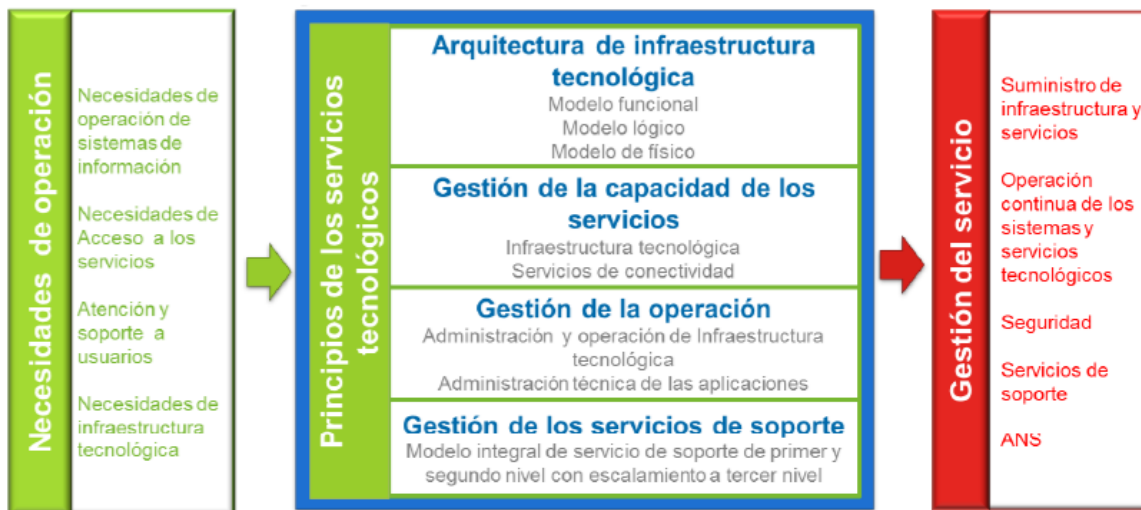 Necesidades de operación
Necesidades de
operación de
sistemas de
información
Necesidades de
Acceso a los
servicios
Atención y
soporte a
usuarios
Necesidades de
infraestructura
tecnológica
Principios de los servicios
tecnológicos
Arquitectura de infraestructura
tecnológica
Modelo funcional
Modelo lógico
Modelo de físico
Gestión de la capacidad de los
servicios
Infraestructura tecnológica
Servicios de conectividad
Gestión de la operación
Administración y operación de Infraestructura
tecnológica
Administración técnica de las aplicaciones
Gestión de los servicios de soporte
Modelo integral de servicio de soporte de primer y
segundo nivel con escalamiento a tercer nivel
Gestión del servicio
Suministro de
infraestructura y
servicios
Operación
continua de los
sistemas y
servicios
tecnológicos
Seguridad
Servicios de
soporte
ANS